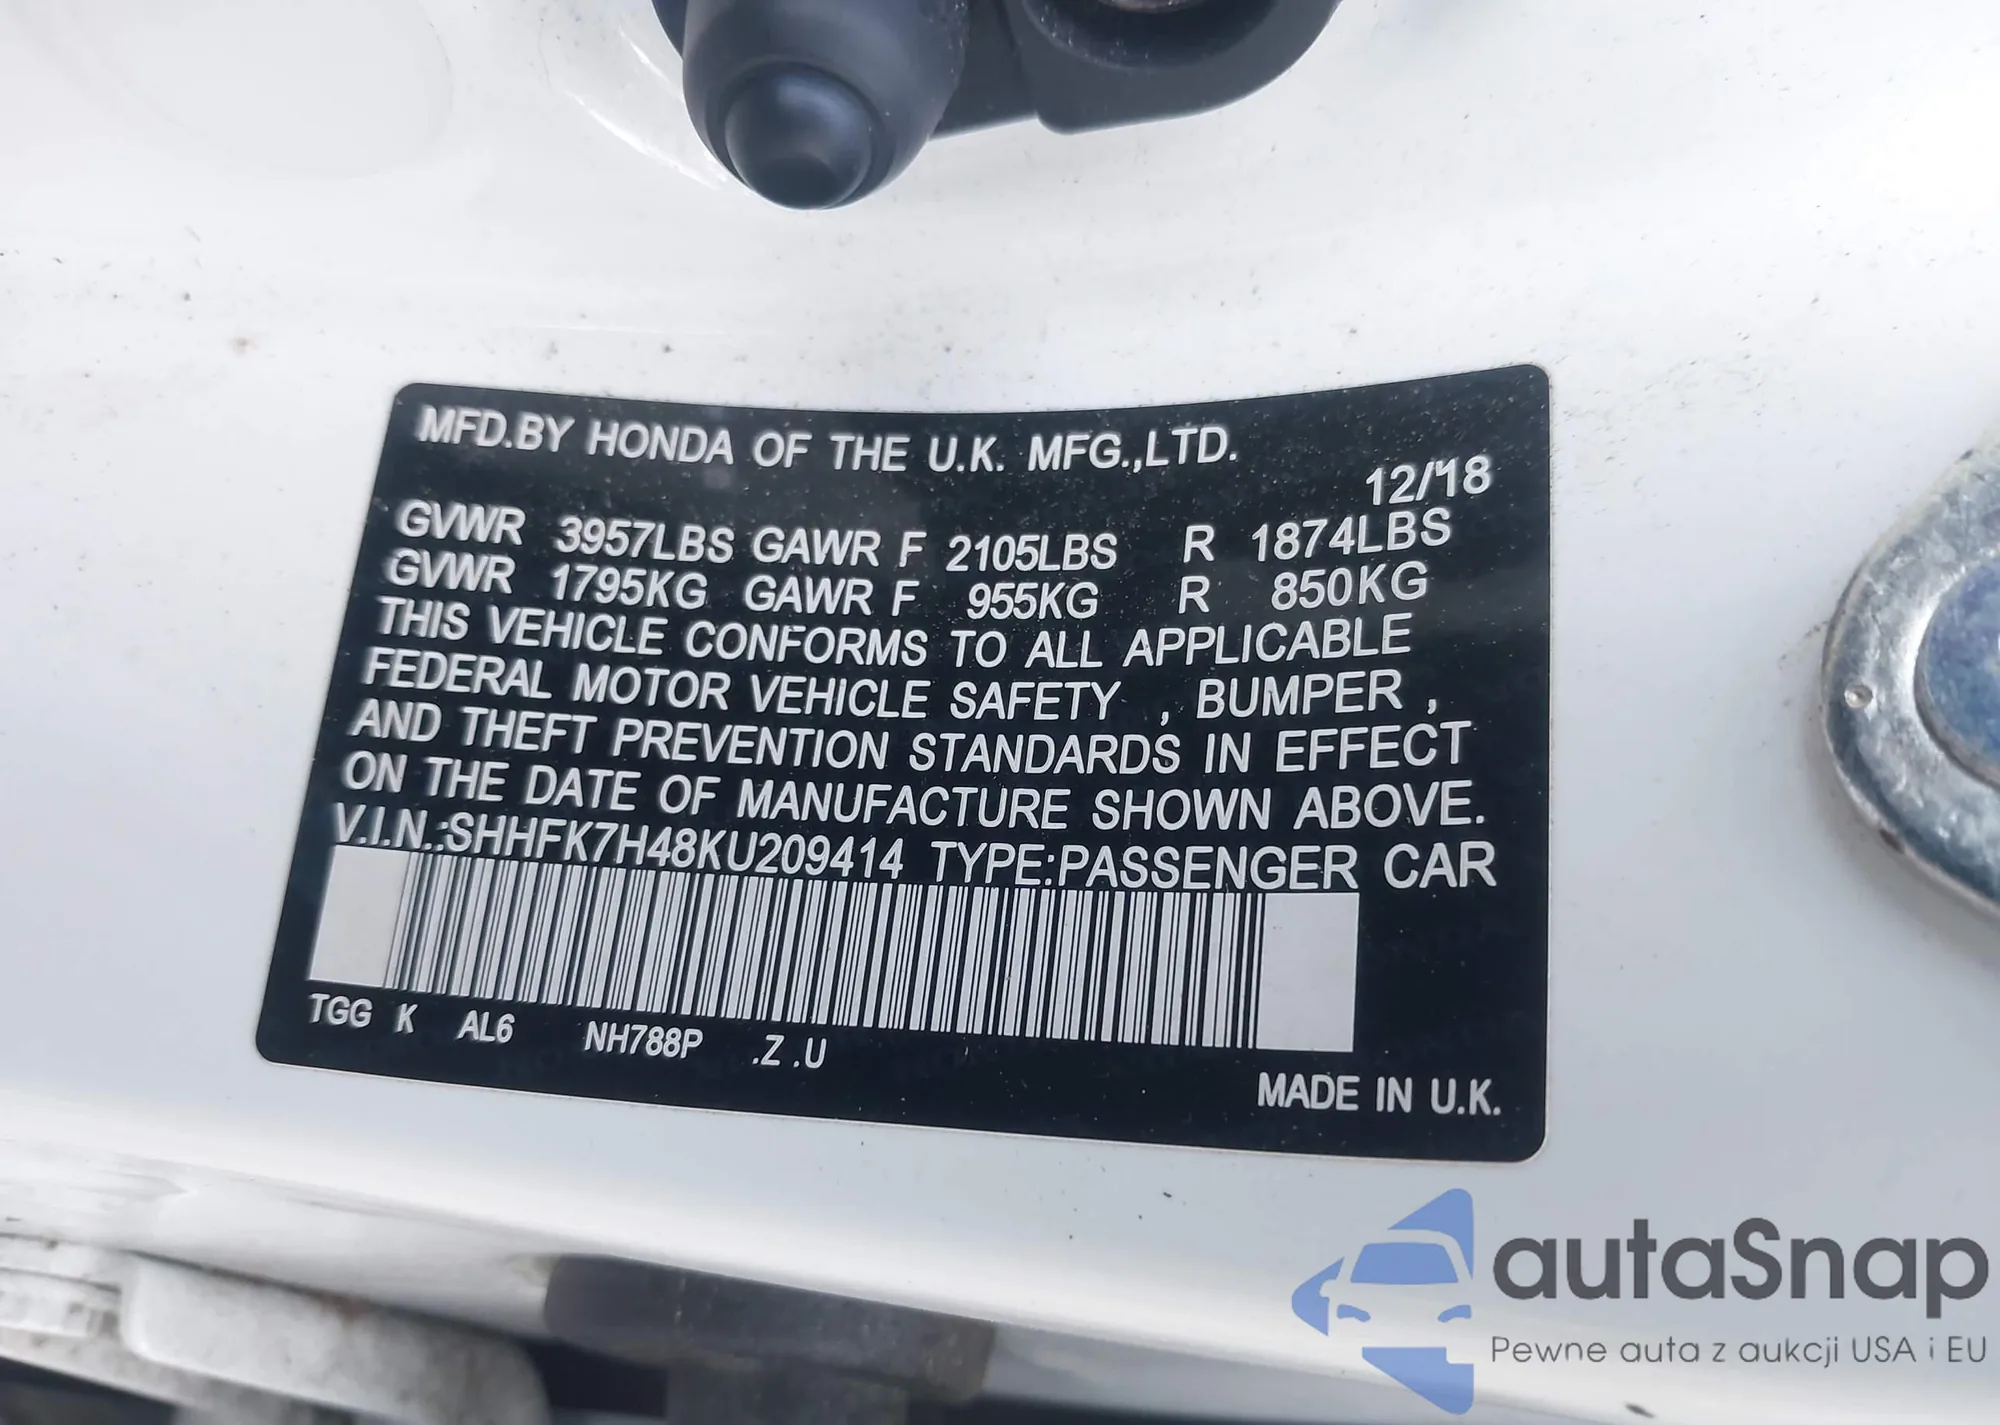 MFD.BY HONDA OF THE U.K. MFG.,LTD.
12/18
GVWR 3957LBS GAWR F 2105LBS R 1874LBS
GVWR 1795KG GAWR F 955KG R 850KG
THIS VEHICLE CONFORMS TO ALL APPLICABLE
FEDERAL MOTOR VEHICLE SAFETY , BUMPER ,
AND THEFT PREVENTION STANDARDS IN EFFECT
ON THE DATE OF MANUFACTURE SHOWN ABOVE.
V.I.N.:SHHFK7H48KU209414 TYPE:PASSENGER CAR
TGG K AL6 NH788P .Z .U
MADE IN U.K.
autaSnap
Pewne auta z aukcji USA i EU